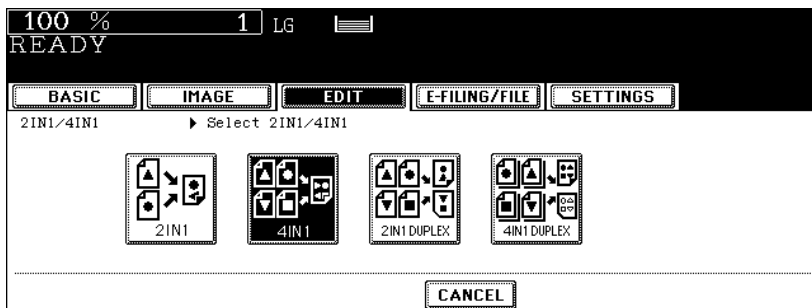 100 % 1 LG
READY
BASIC IMAGE EDIT E-FILING/FILE SETTINGS
2IN1/4IN1 Select 2IN1/4IN1
2IN1 4IN1 2IN1 DUPLEX 4IN1 DUPLEX
CANCEL